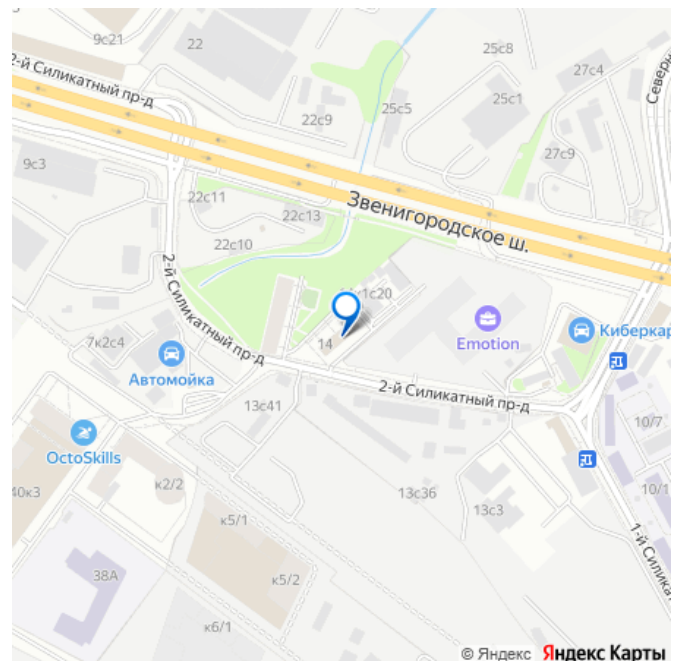 9с21
22
25с8
27с4
2-й Силикатный пр-д
25с1
22с9
25с5
27с9
9с3
22с11
22с13
Звенигородское ш.
22с10
2-й Силикатный пр-д
14
Emotion
Киберкар
7к2с4
Автомойка
2-й Силикатный пр-д
13с41
10/7
OctoSkills
к2/2
40к3
13с36
13с3
10/1
к5/1
38А
к5/2
к6/1
© Яндекс Яндекс Карты